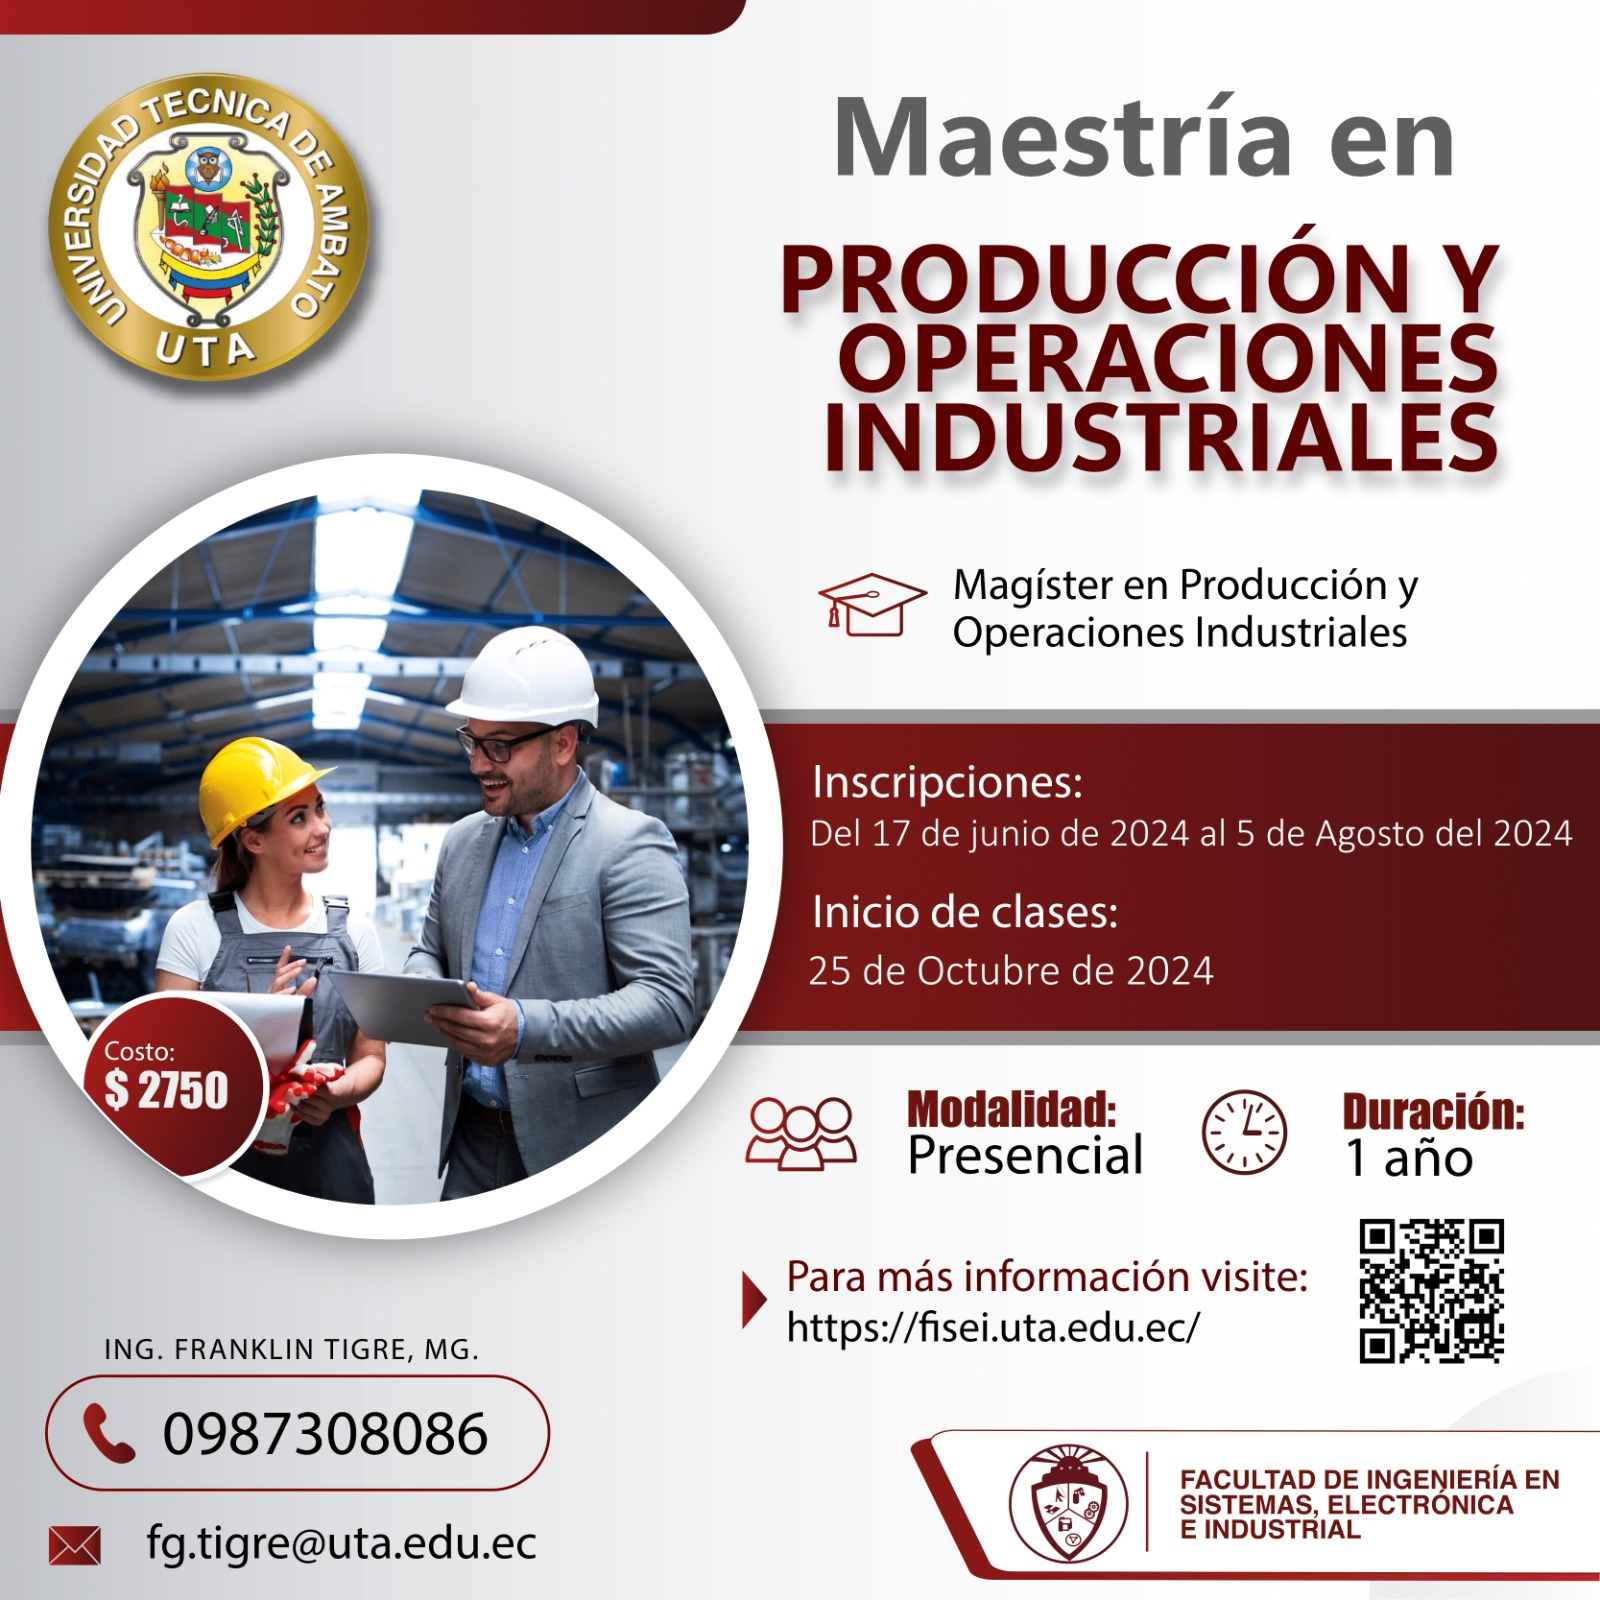 UNIVERSIDAD TECNICA DE AMBATO
UTA
Maestría en
PRODUCCIÓN Y
OPERACIONES
INDUSTRIALES
Magíster en Producción y
Operaciones Industriales
Inscripciones:
Del 17 de junio de 2024 al 5 de Agosto del 2024
Inicio de clases:
25 de Octubre de 2024
Costo:
$ 2750
Modalidad:
Presencial
Duración:
1 año
Para más información visite:
https://fisei.uta.edu.ec/
ING. FRANKLIN TIGRE, MG.
0987308086
fg.tigre@uta.edu.ec
FACULTAD DE INGENIERÍA EN
SISTEMAS, ELECTRÓNICA
E INDUSTRIAL